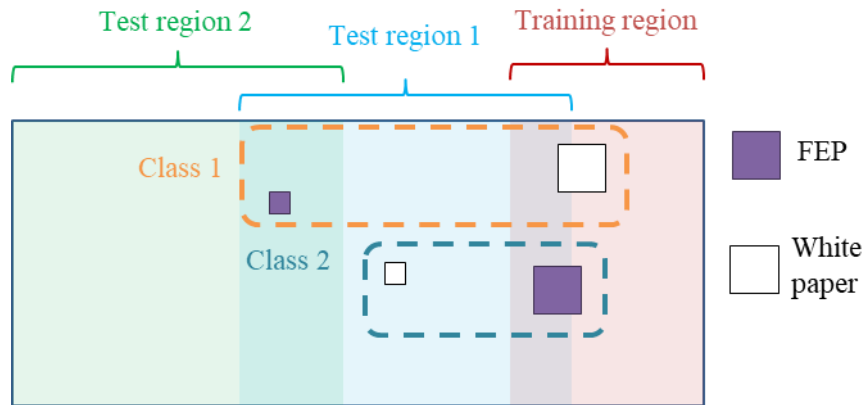 Test region 2
Test region 1
Training region
Class 1
Class 2
FEP
White
paper